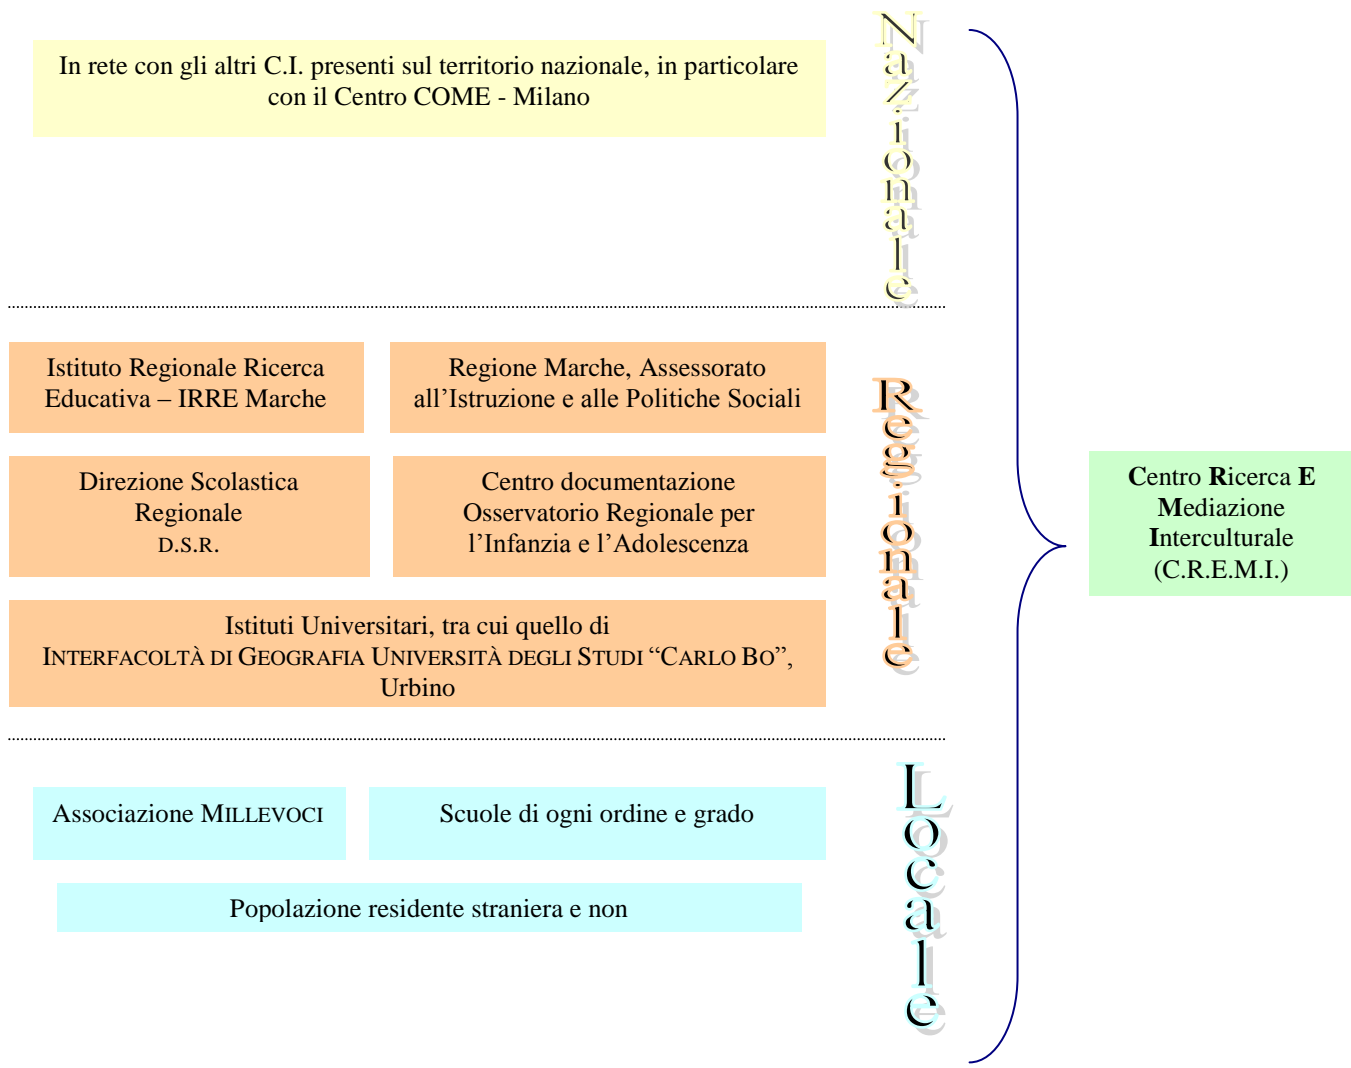 In rete con gli altri C.I. presenti sul territorio nazionale, in particolare
con il Centro COME - Milano
Nazionale
Istituto Regionale Ricerca
Educativa – IRRE Marche
Regione Marche, Assessorato
all’Istruzione e alle Politiche Sociali
Direzione Scolastica
Regionale
D.S.R.
Centro documentazione
Osservatorio Regionale per
l’Infanzia e l’Adolescenza
Istituti Universitari, tra cui quello di
INTERFACOLTÀ DI GEOGRAFIA UNIVERSITÀ DEGLI STUDI “CARLO BO”,
Urbino
Regionale
Associazione MILLEVOCI
Scuole di ogni ordine e grado
Popolazione residente straniera e non
Locale
Centro Ricerca E
Mediazione
Interculturale
(C.R.E.M.I.)